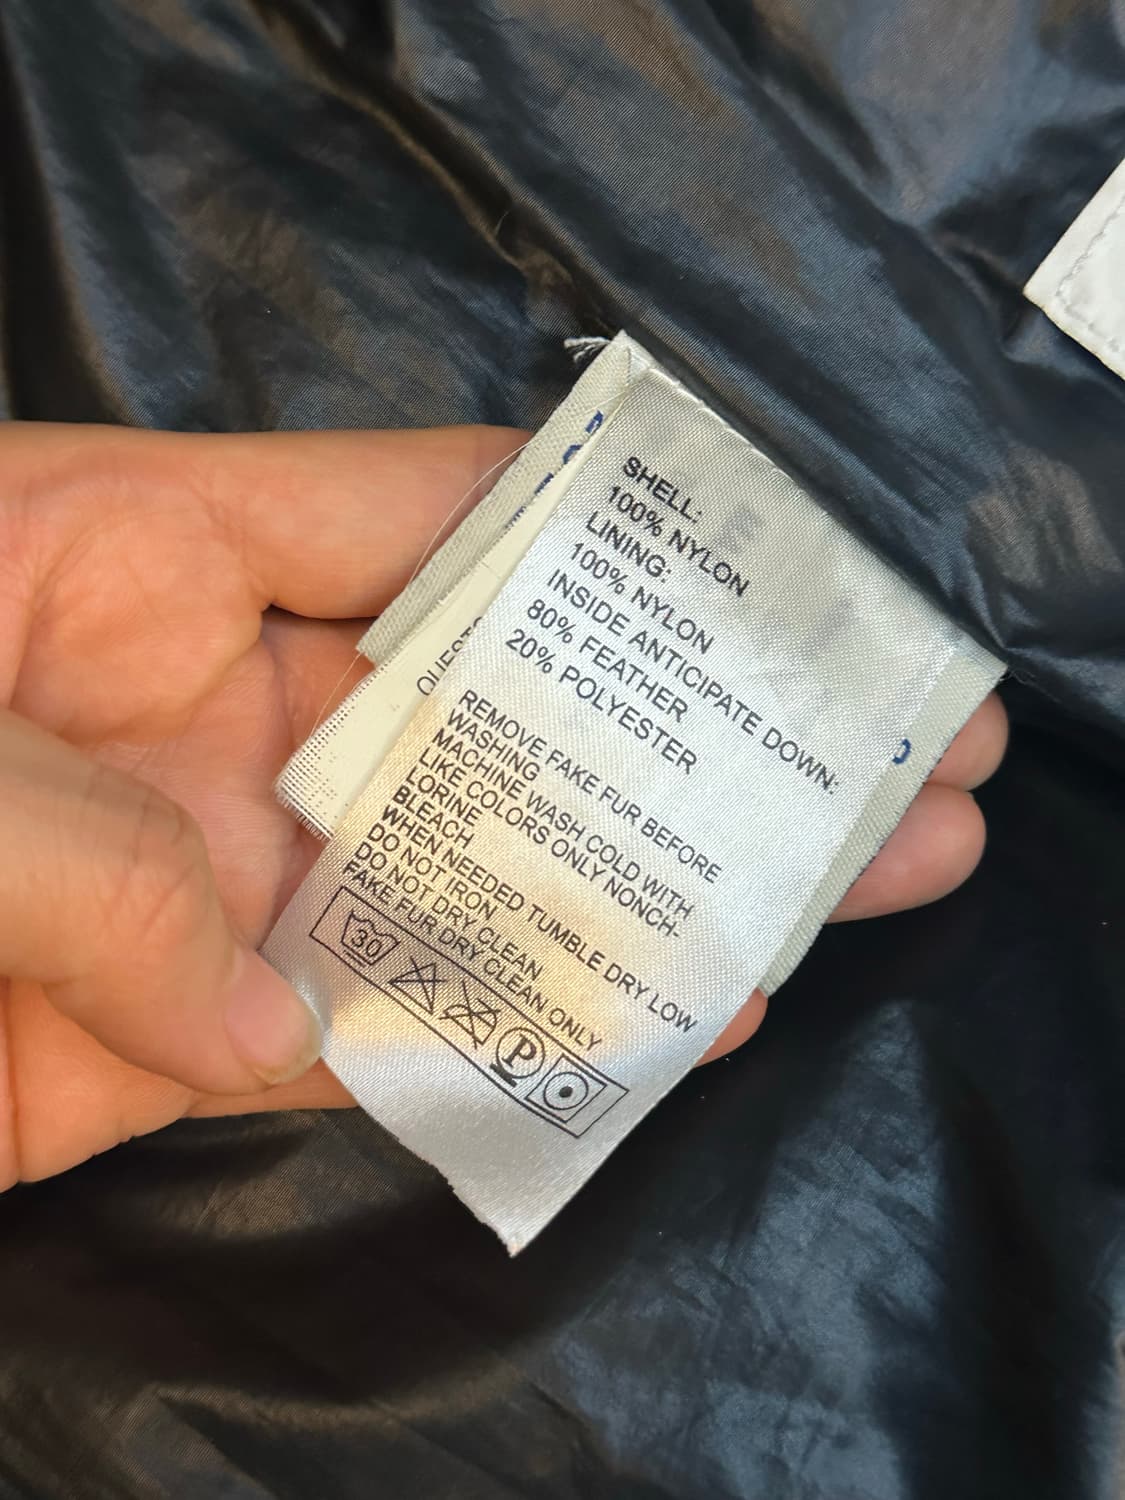 SHELL:
100% NYLON
LINING:
100% NYLON
INSIDE ANTICIPATE DOWN:
80% FEATHER
20% POLYESTER
REMOVE FAKE FUR BEFORE
WASHING
MACHINE WASH COLD WITH
LIKE COLORS ONLY NONCH-
LORINE
BLEACH
WHEN NEEDED TUMBLE DRY LOW
DO NOT IRON
DO NOT DRY CLEAN
FAKE FUR DRY CLEAN ONLY
30
P